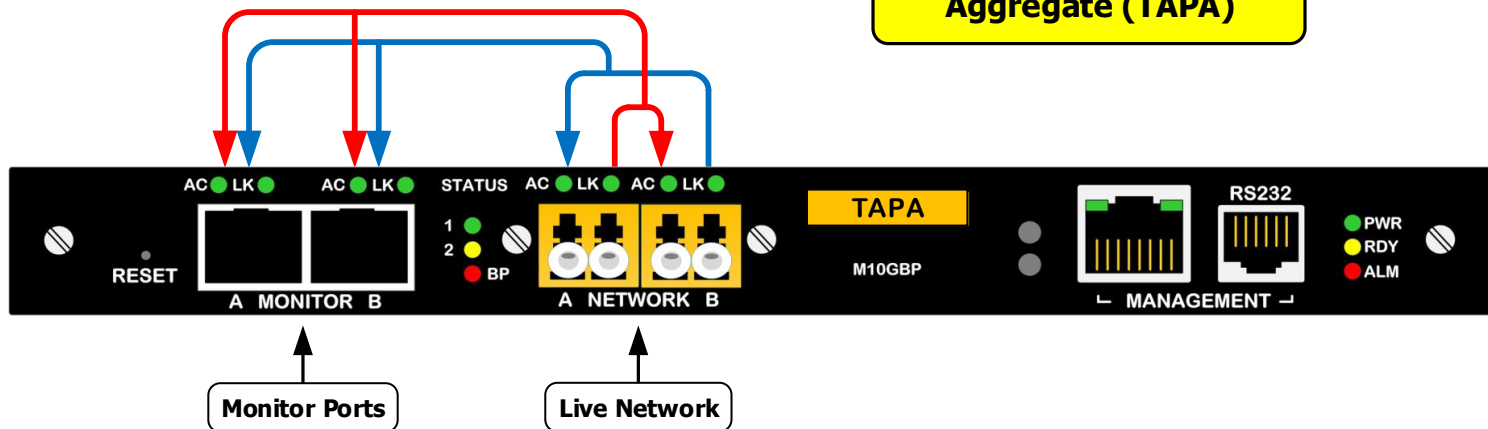 Aggregate (TAPA)
AC LK AC LK STATUS AC LK AC LK
1
2
BP
RESET
A MONITOR B
A NETWORK B
TAPA
M10GBP
RS232
MANAGEMENT
PWR
RDY
ALM
Monitor Ports
Live Network